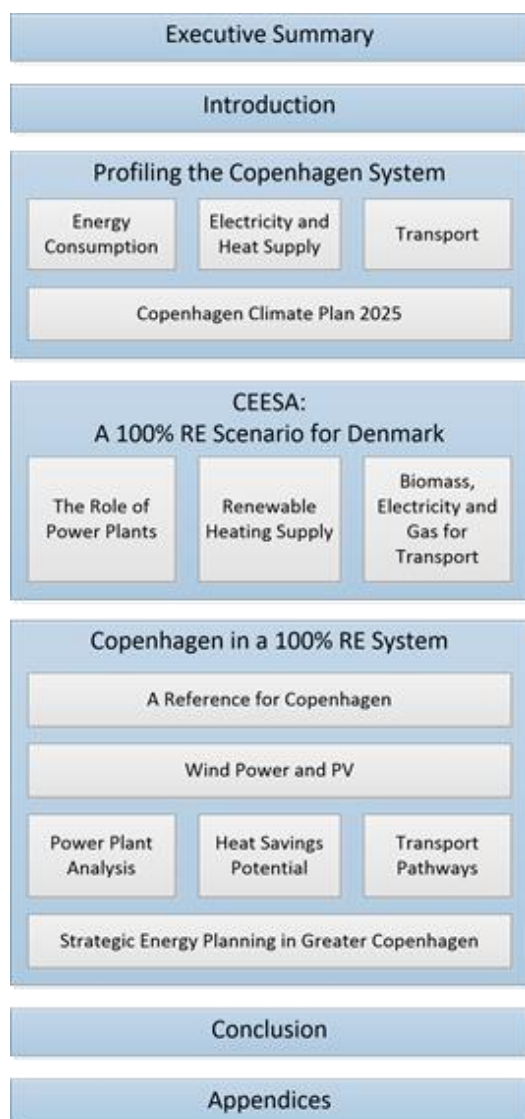 Executive Summary
Introduction
Profiling the Copenhagen System
Energy
Consumption
Electricity and
Heat Supply
Transport
Copenhagen Climate Plan 2025
CEESA:
A 100% RE Scenario for Denmark
The Role of
Power Plants
Renewable
Heating Supply
Biomass,
Electricity and
Gas for
Transport
Copenhagen in a 100% RE System
A Reference for Copenhagen
Wind Power and PV
Power Plant
Analysis
Heat Savings
Potential
Transport
Pathways
Strategic Energy Planning in Greater Copenhagen
Conclusion
Appendices